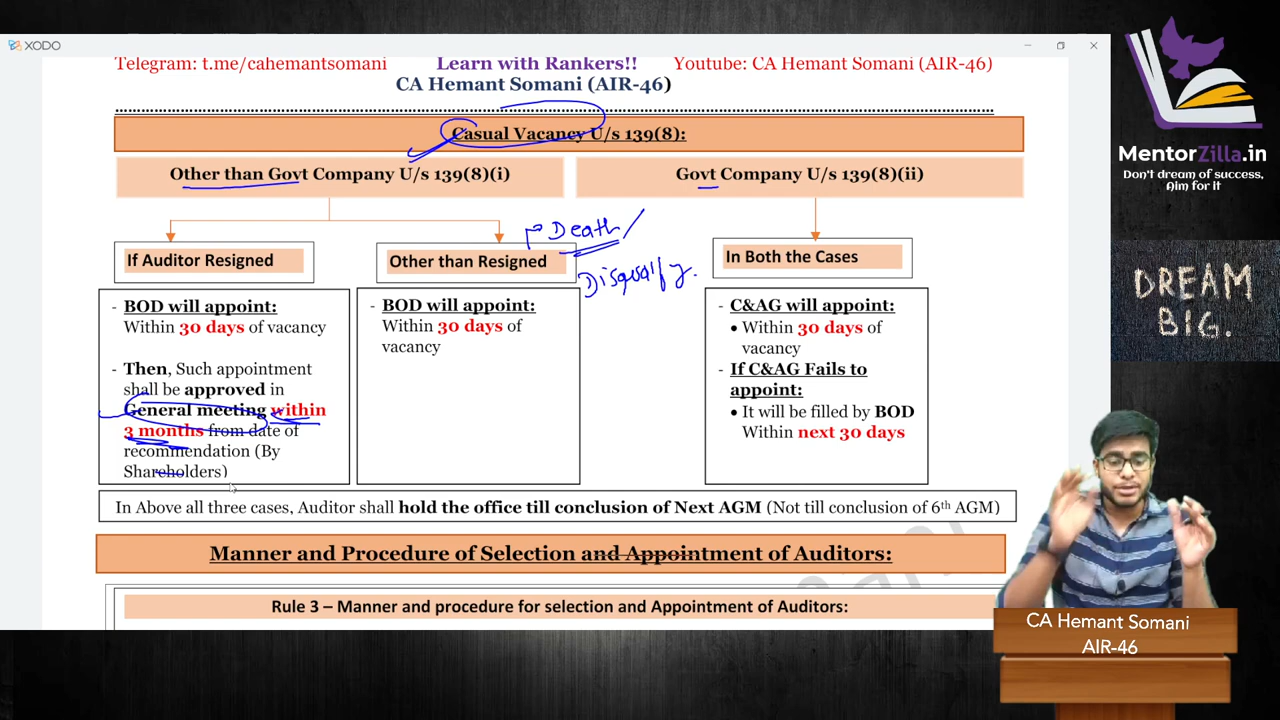 XODO
Telegram: t.me/cahemantsomani Learn with Rankers!! Youtube: CA Hemant Somani (AIR-46)
CA Hemant Somani (AIR-46)
Casual Vacancy U/s 139(8):
Other than Govt Company U/s 139(8)(i)
Govt Company U/s 139(8)(ii)
Death /
Disqualify.
If Auditor Resigned
Other than Resigned
In Both the Cases
- BOD will appoint:
Within 30 days of vacancy
- Then, Such appointment
shall be approved in
General meeting within
3 months from date of
recommendation (By
Shareholders)
- BOD will appoint:
Within 30 days of
vacancy
- C&AG will appoint:
• Within 30 days of
vacancy
- If C&AG Fails to
appoint:
• It will be filled by BOD
Within next 30 days
In Above all three cases, Auditor shall hold the office till conclusion of Next AGM (Not till conclusion of 6th AGM)
Manner and Procedure of Selection and Appointment of Auditors:
Rule 3 – Manner and procedure for selection and Appointment of Auditors:
MentorZilla.in
Don't dream of success,
Aim for it
DREAM
BIG.
CA Hemant Somani
AIR-46